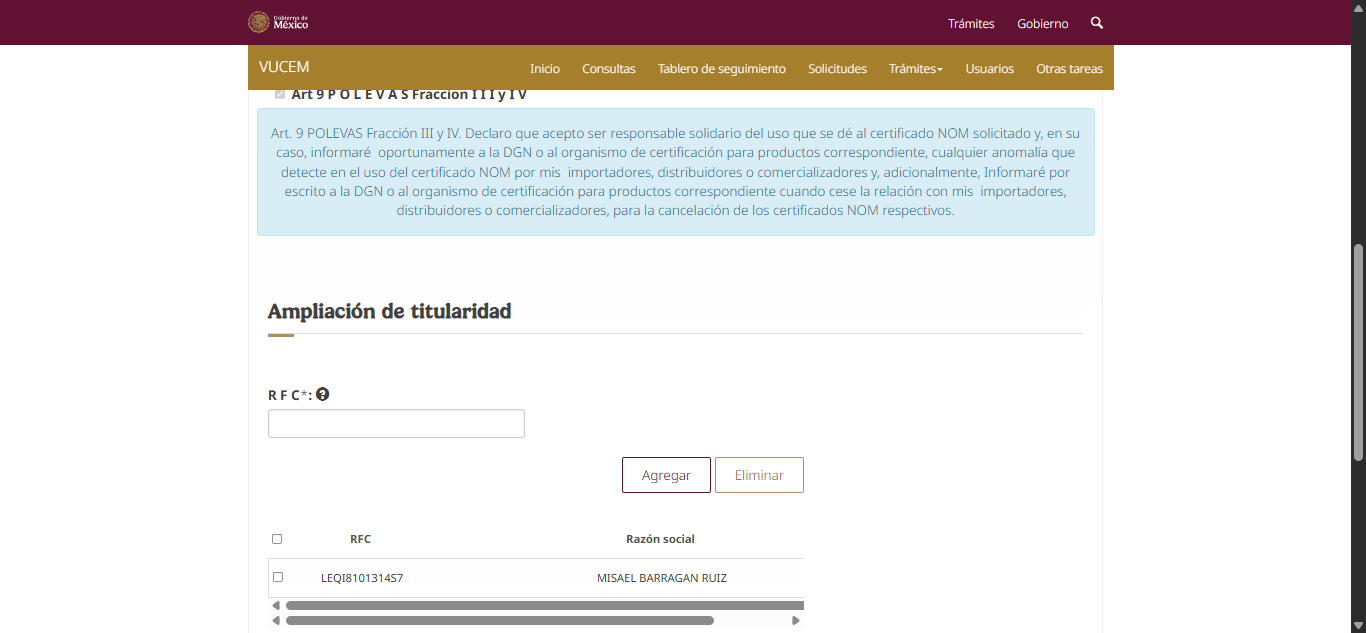 Gobierno de
México
Trámites Gobierno
VUCEM Inicio Consultas Tablero de seguimiento Solicitudes Trámites Usuarios Otras tareas
Art 9 P O L E V A S Fraccion I I I y I V
Art. 9 POLEVAS Fracción III y IV. Declaro que acepto ser responsable solidario del uso que se dé al certificado NOM solicitado y, en su
caso, informaré oportunamente a la DGN o al organismo de certificación para productos correspondiente, cualquier anomalía que
detecte en el uso del certificado NOM por mis importadores, distribuidores o comercializadores y, adicionalmente, Informaré por
escrito a la DGN o al organismo de certificación para productos correspondiente cuando cese la relación con mis importadores,
distribuidores o comercializadores, para la cancelación de los certificados NOM respectivos.
Ampliación de titularidad
R F C*: ?
Agregar Eliminar
RFC Razón social
LEQI8101314S7 MISAEL BARRAGAN RUIZ